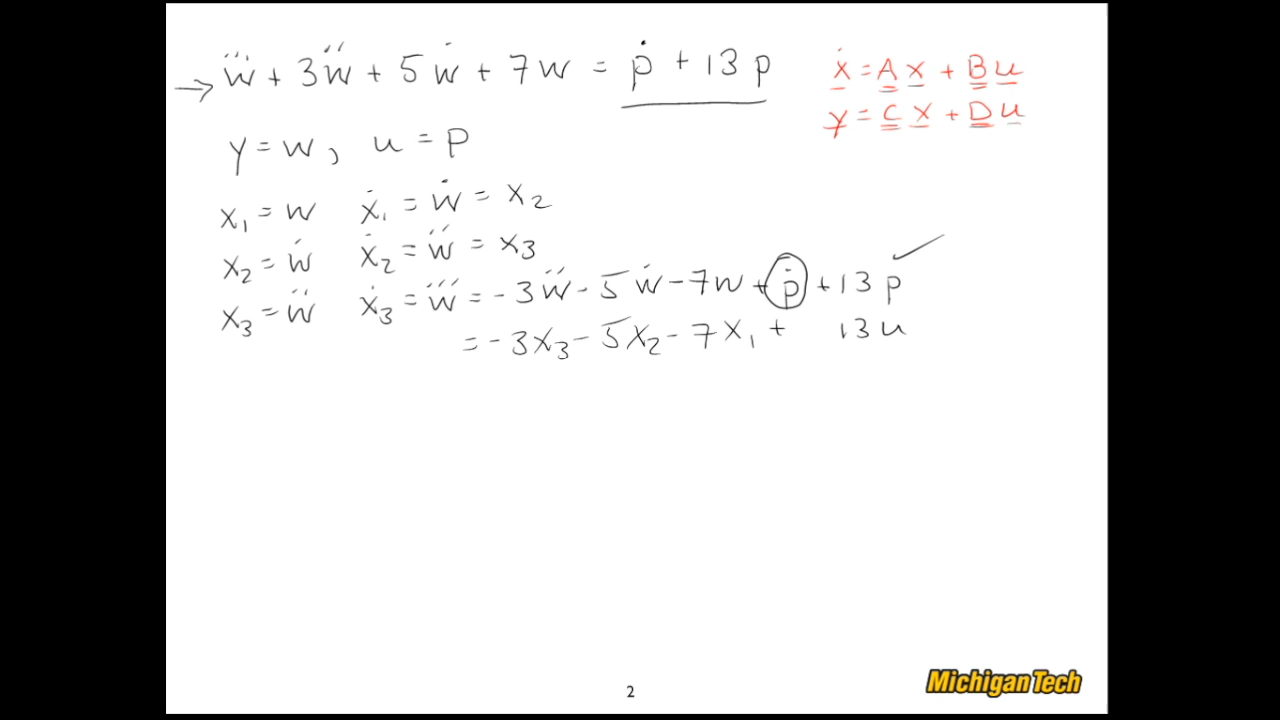 → w⃛ + 3ẅ + 5ẇ + 7w = ṗ + 13p
ẋ = Ax + Bu
y = Cx + Du
y = w, u = p
x₁ = w ẋ₁ = ẇ = x₂
x₂ = ẇ ẋ₂ = ẅ = x₃
x₃ = ẅ ẋ₃ = w⃛ = -3ẅ - 5ẇ - 7w + ṗ + 13p ✓
= -3x₃ - 5x₂ - 7x₁ + 13u
Michigan Tech
2